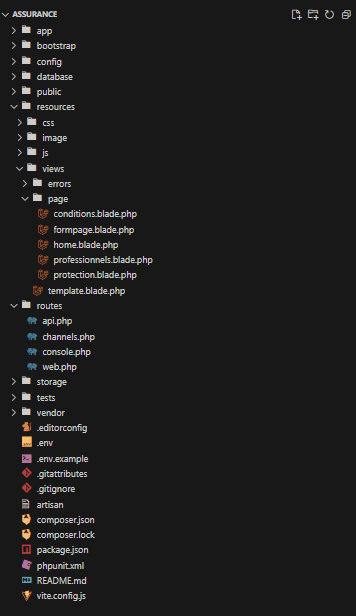 ASSURANCE
app
bootstrap
config
database
public
resources
css
image
js
views
errors
page
conditions.blade.php
formpage.blade.php
home.blade.php
professionnels.blade.php
protection.blade.php
template.blade.php
routes
api.php
channels.php
console.php
web.php
storage
tests
vendor
.editorconfig
.env
.env.example
.gitattributes
.gitignore
artisan
composer.json
composer.lock
package.json
phpunit.xml
README.md
vite.config.js